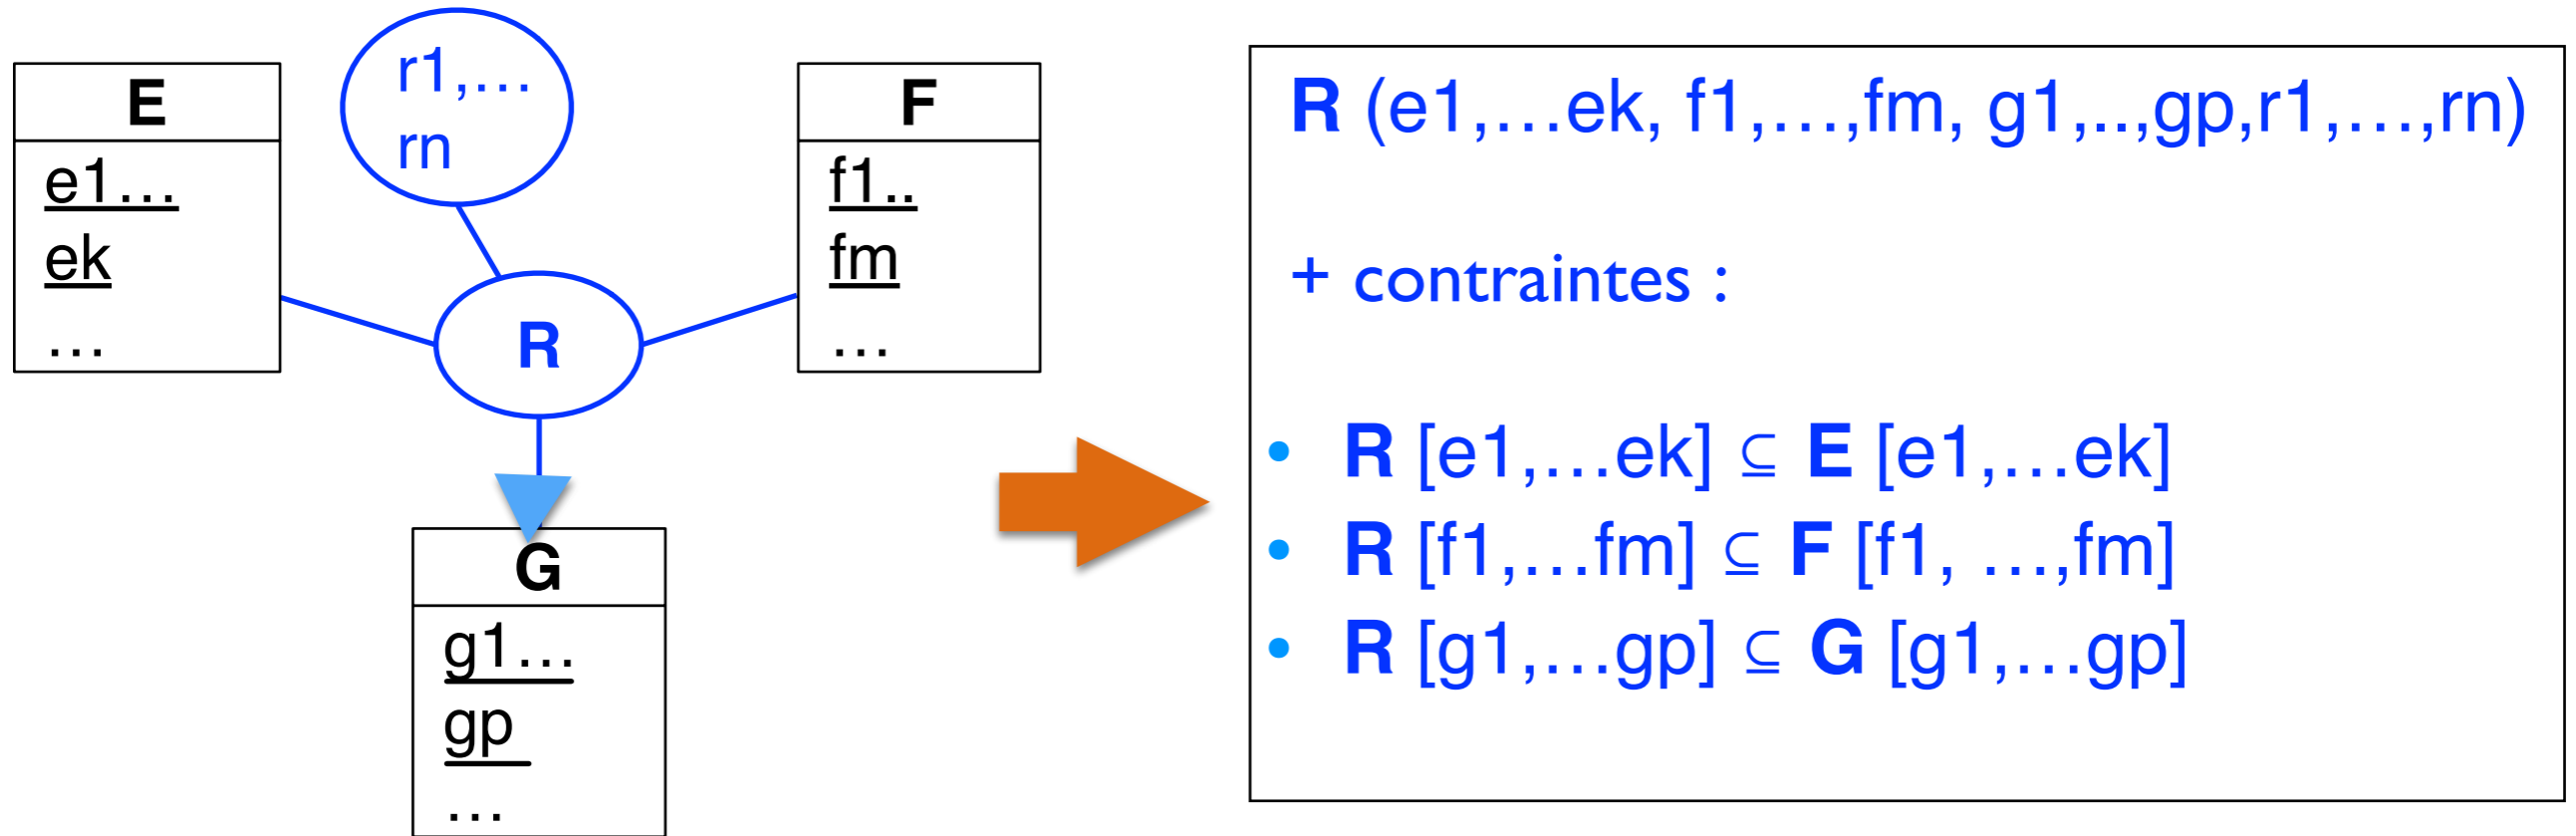 E
e1...
ek
…
r1,…
rn
R
F
f1..
fm
…
G
g1…
gp
…
R (e1,…ek, f1,…,fm, g1,..,gp,r1,…,rn)
+ contraintes :
• R [e1,…ek] ⊆ E [e1,…ek]
• R [f1,…fm] ⊆ F [f1, …,fm]
• R [g1,…gp] ⊆ G [g1,…gp]